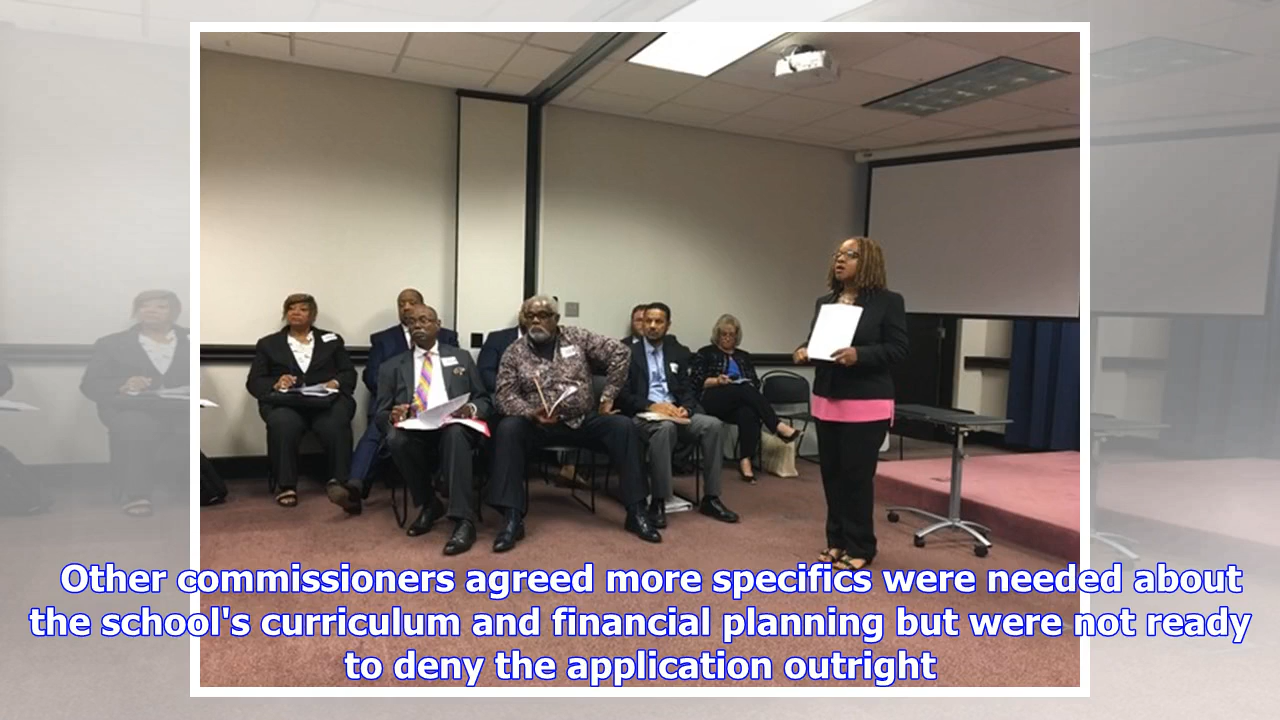 Other commissioners agreed more specifics were needed about
the school's curriculum and financial planning but were not ready
to deny the application outright